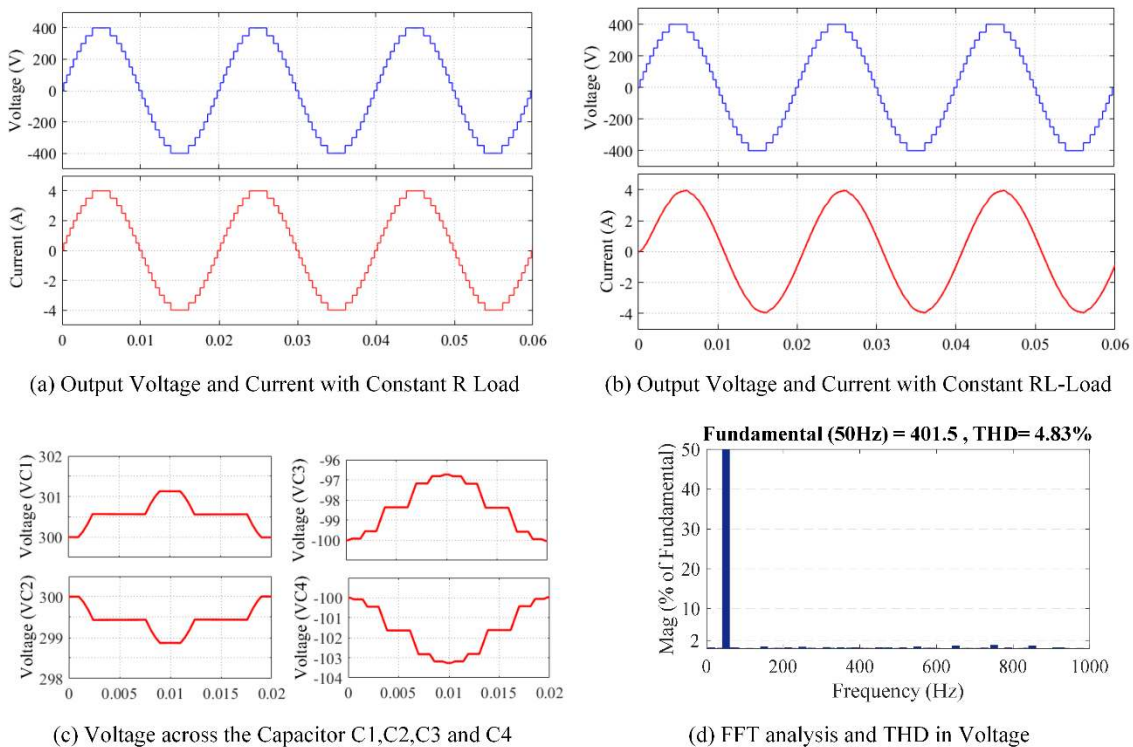 400
200
0
-200
-400
Voltage (V)
4
2
0
-2
-4
Current (A)
0 0.01 0.02 0.03 0.04 0.05 0.06
(a) Output Voltage and Current with Constant R Load
400
200
0
-200
-400
Voltage (V)
4
2
0
-2
-4
Current (A)
0 0.01 0.02 0.03 0.04 0.05 0.06
(b) Output Voltage and Current with Constant RL-Load
302
301
300
Voltage (VC1)
300
299
298
Voltage (VC2)
0 0.005 0.01 0.015 0.02
-96
-97
-98
-99
-100
Voltage (VC3)
-100
-101
-102
-103
-104
Voltage (VC4)
0 0.005 0.01 0.015 0.02
(c) Voltage across the Capacitor C1,C2,C3 and C4
Fundamental (50Hz) = 401.5 , THD= 4.83%
50
40
30
20
10
2
Mag (% of Fundamental)
0 200 400 600 800 1000
Frequency (Hz)
(d) FFT analysis and THD in Voltage